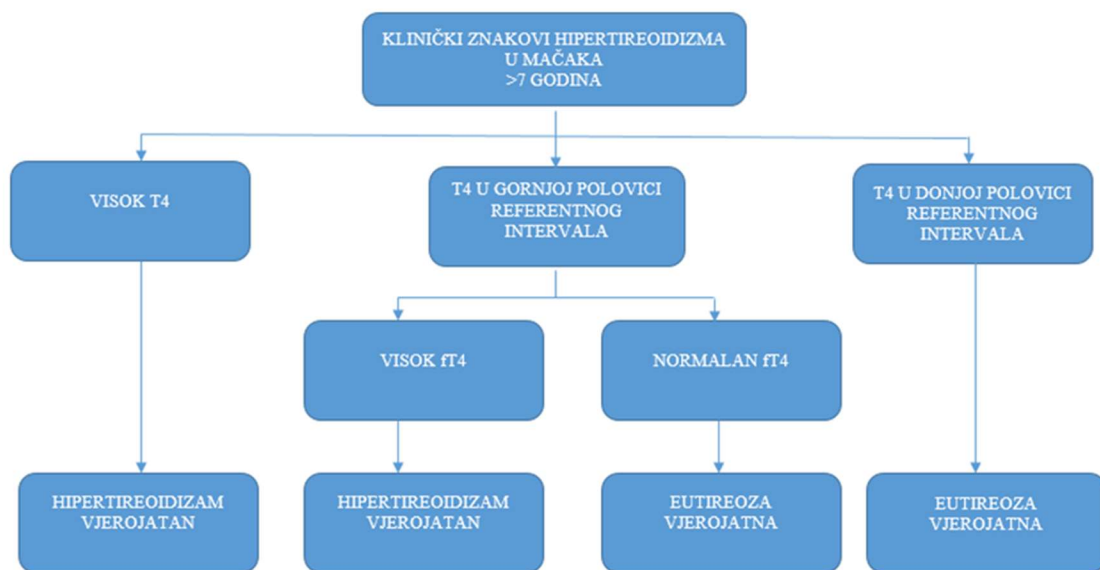 KLINIČKI ZNAKOVI HIPERTIREOIDIZMA
U MAČAKA
>7 GODINA
VISOK T4
T4 U GORNJOJ POLOVICI
REFERENTNOG
INTERVALA
T4 U DONJOJ POLOVICI
REFERENTNOG
INTERVALA
VISOK fT4
NORMALAN fT4
HIPERTIREOIDIZAM
VJEROJATAN
HIPERTIREOIDIZAM
VJEROJATAN
EUTIREOZA
VJEROJATNA
EUTIREOZA
VJEROJATNA